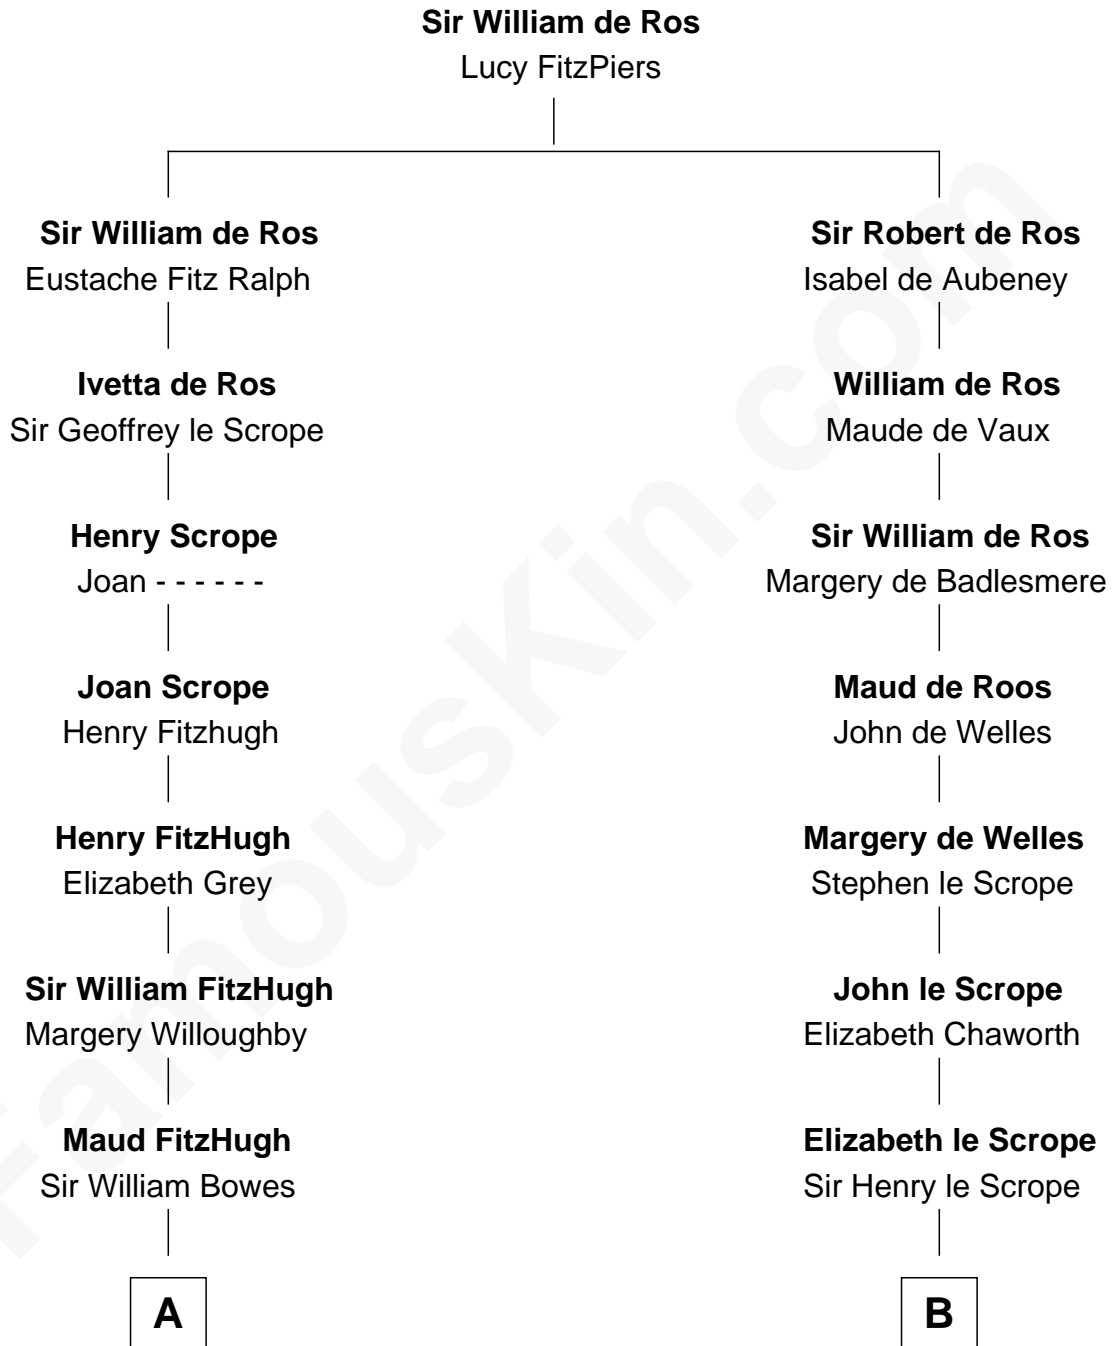 Sir William de Ros
Lucy FitzPiers
Sir William de Ros
Eustache Fitz Ralph
Ivetta de Ros
Sir Geoffrey le Scrope
Henry Scrope
Joan - - - - - -
Joan Scrope
Henry Fitzhugh
Henry FitzHugh
Elizabeth Grey
Sir William FitzHugh
Margery Willoughby
Maud FitzHugh
Sir William Bowes
A
Sir Robert de Ros
Isabel de Aubeney
William de Ros
Maude de Vaux
Sir William de Ros
Margery de Badlesmere
Maud de Roos
John de Welles
Margery de Welles
Stephen le Scrope
John le Scrope
Elizabeth Chaworth
Elizabeth le Scrope
Sir Henry le Scrope
B
FamousKin.com